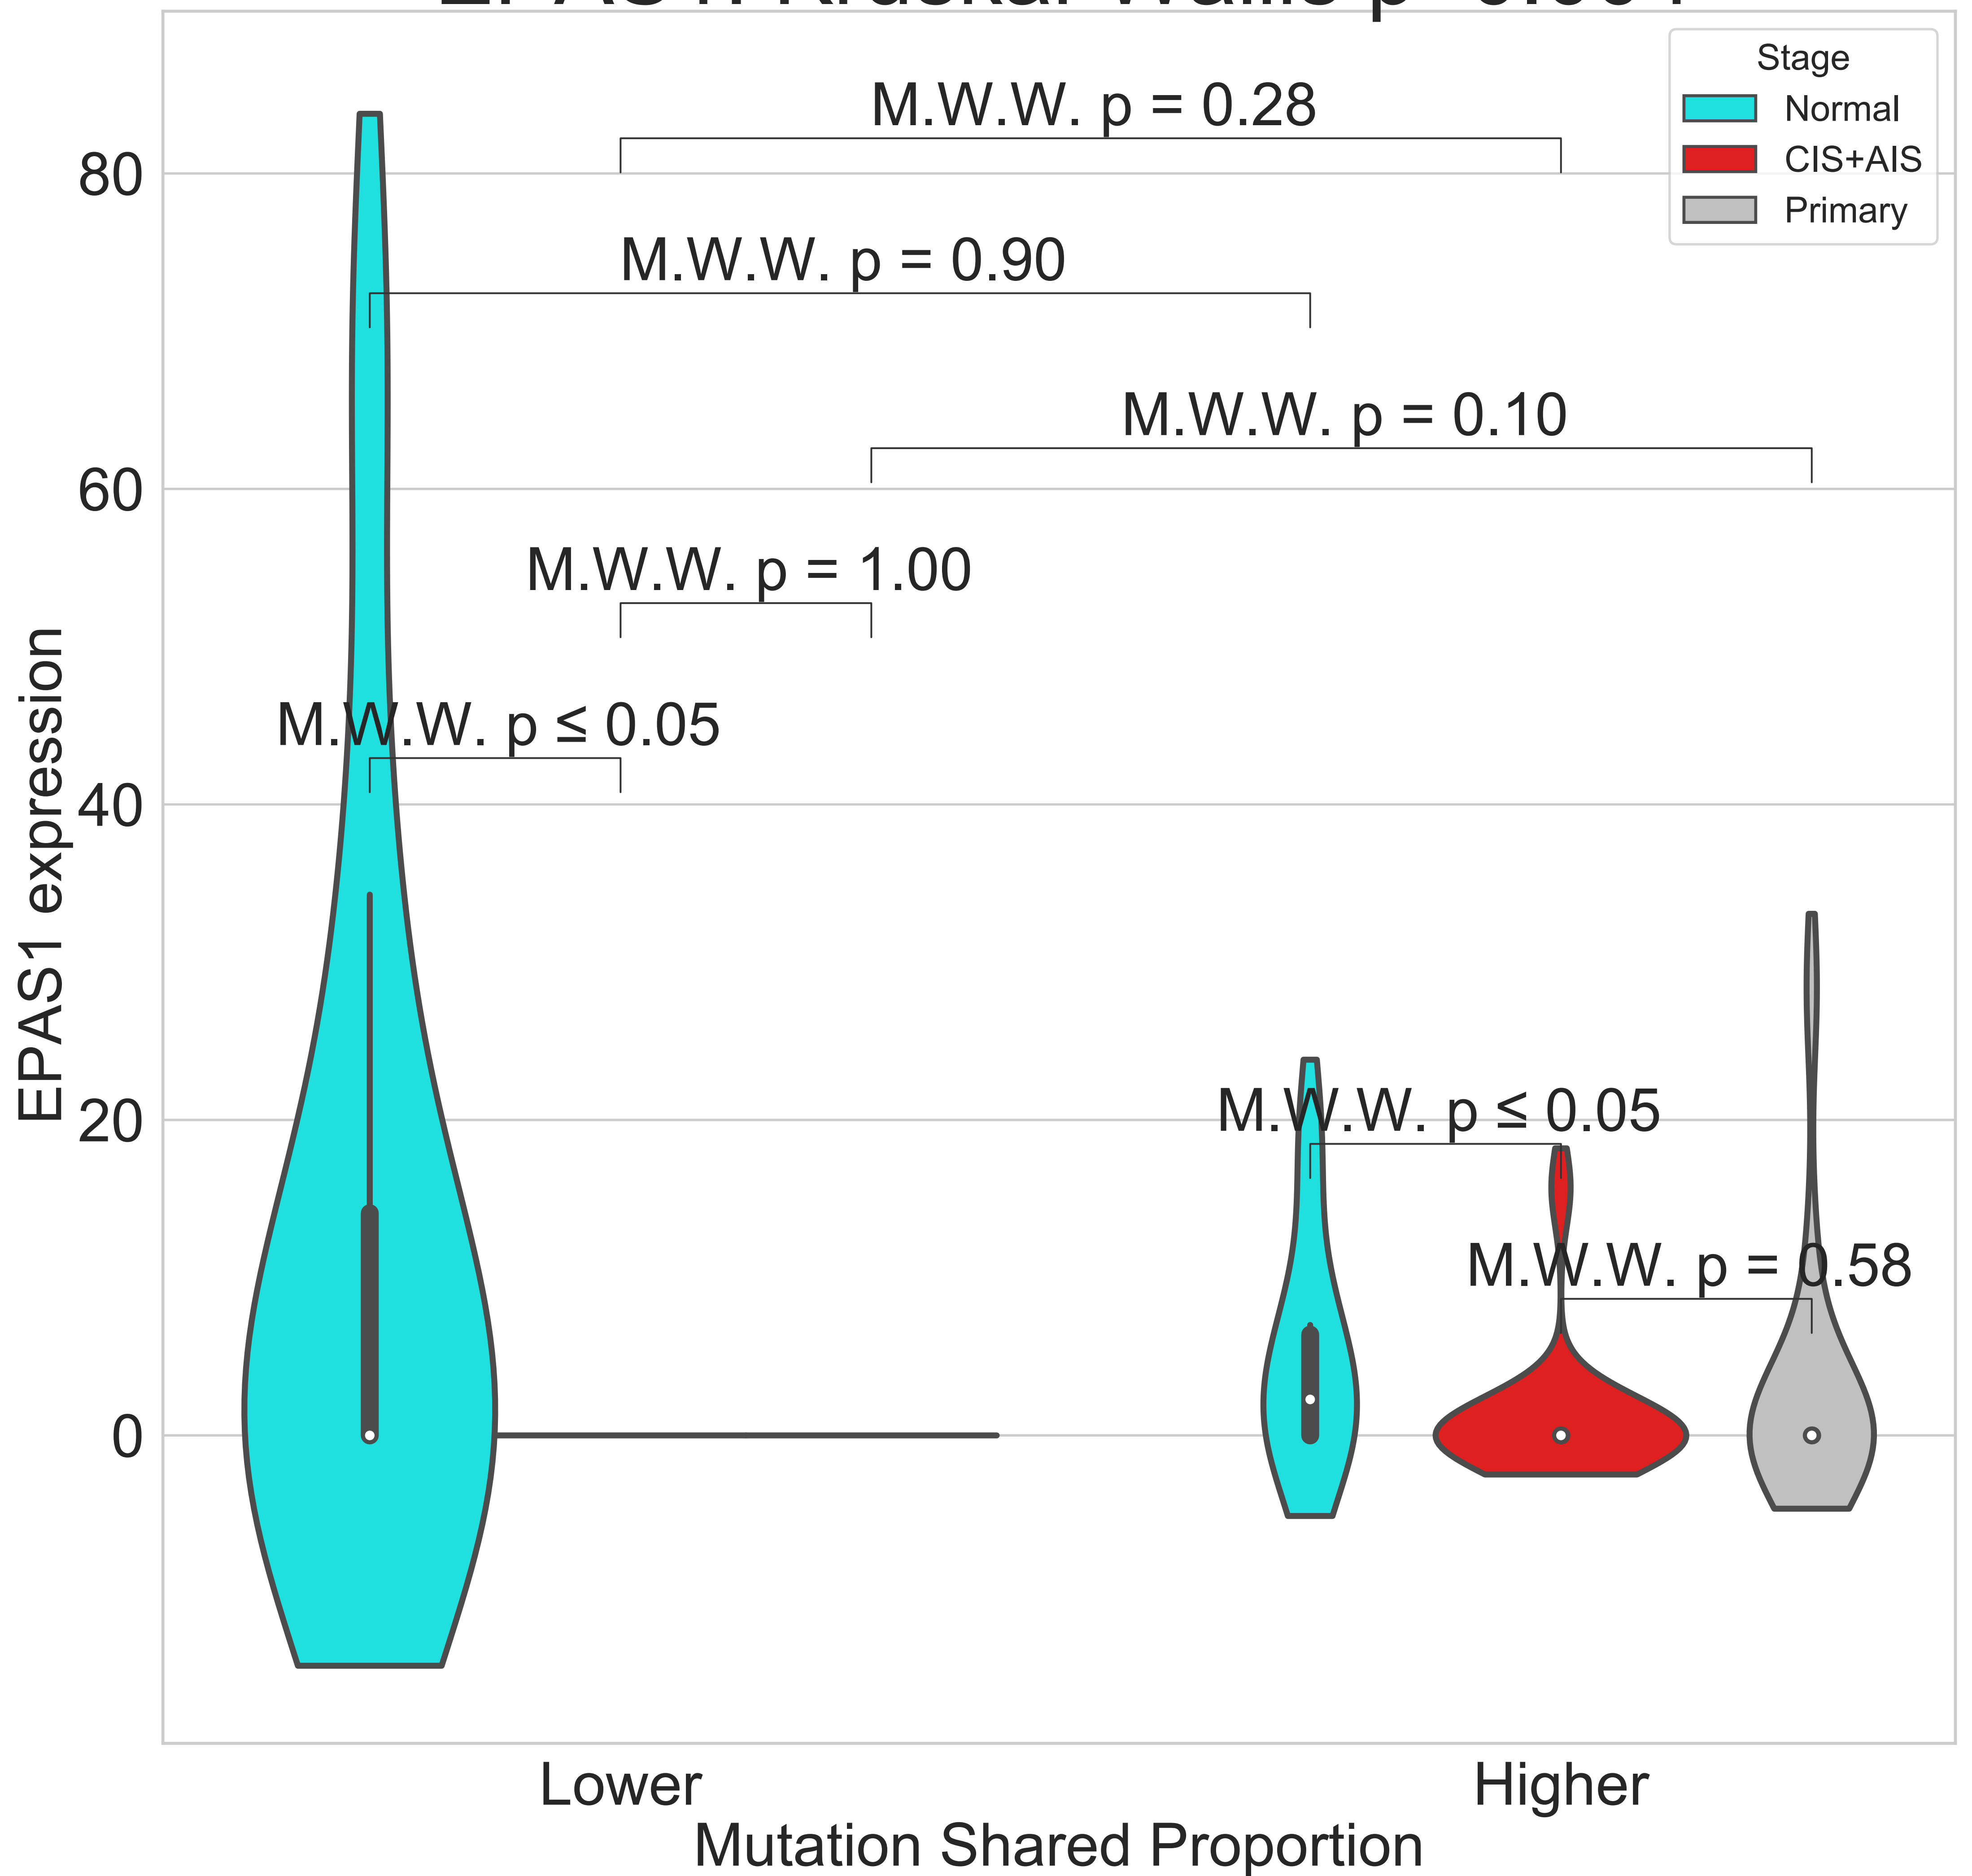 Stage
Normal
CIS+AIS
Primary
M.W.W. p = 0.28
M.W.W. p = 0.90
M.W.W. p = 0.10
M.W.W. p = 1.00
M.W.W. p ≤ 0.05
M.W.W. p ≤ 0.05
M.W.W. p = 0.58
80
60
40
20
0
EPAS1 expression
Lower
Higher
Mutation Shared Proportion